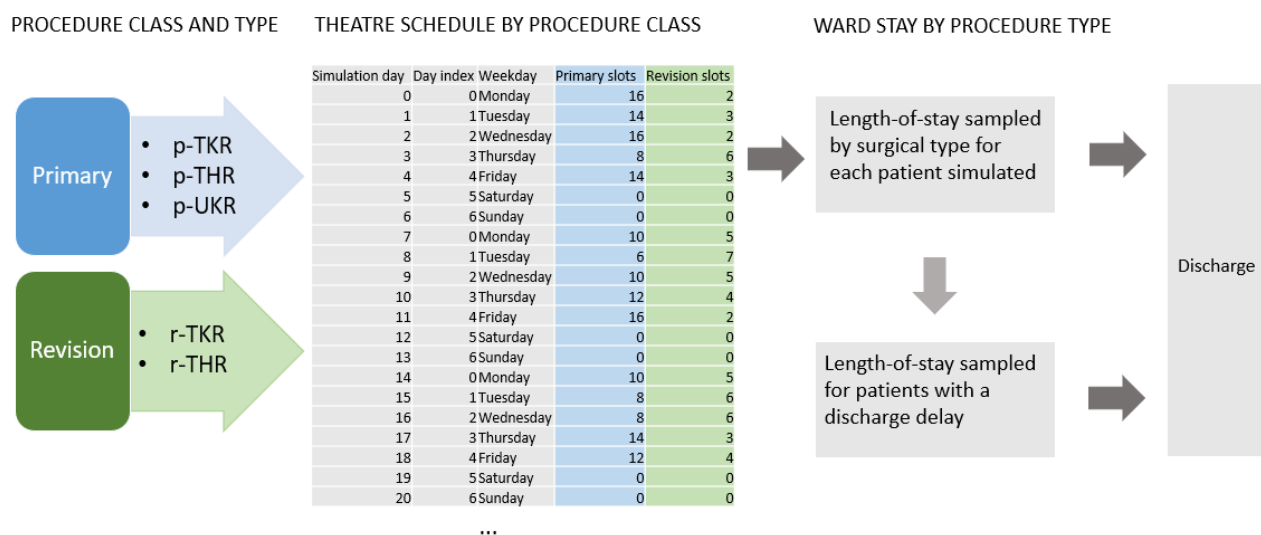 PROCEDURE CLASS AND TYPE
THEATRE SCHEDULE BY PROCEDURE CLASS
WARD STAY BY PROCEDURE TYPE
Primary
• p-TKR
• p-THR
• p-UKR
Revision
• r-TKR
• r-THR
Simulation day Day index Weekday Primary slots Revision slots
0 0 Monday 16 2
1 1 Tuesday 14 3
2 2 Wednesday 16 2
3 3 Thursday 8 6
4 4 Friday 14 3
5 5 Saturday 0 0
6 6 Sunday 0 0
7 0 Monday 10 5
8 1 Tuesday 6 7
9 2 Wednesday 10 5
10 3 Thursday 12 4
11 4 Friday 16 2
12 5 Saturday 0 0
13 6 Sunday 0 0
14 0 Monday 10 5
15 1 Tuesday 8 6
16 2 Wednesday 8 6
17 3 Thursday 14 3
18 4 Friday 12 4
19 5 Saturday 0 0
20 6 Sunday 0 0
...
Length-of-stay sampled
by surgical type for
each patient simulated
Length-of-stay sampled
for patients with a
discharge delay
Discharge